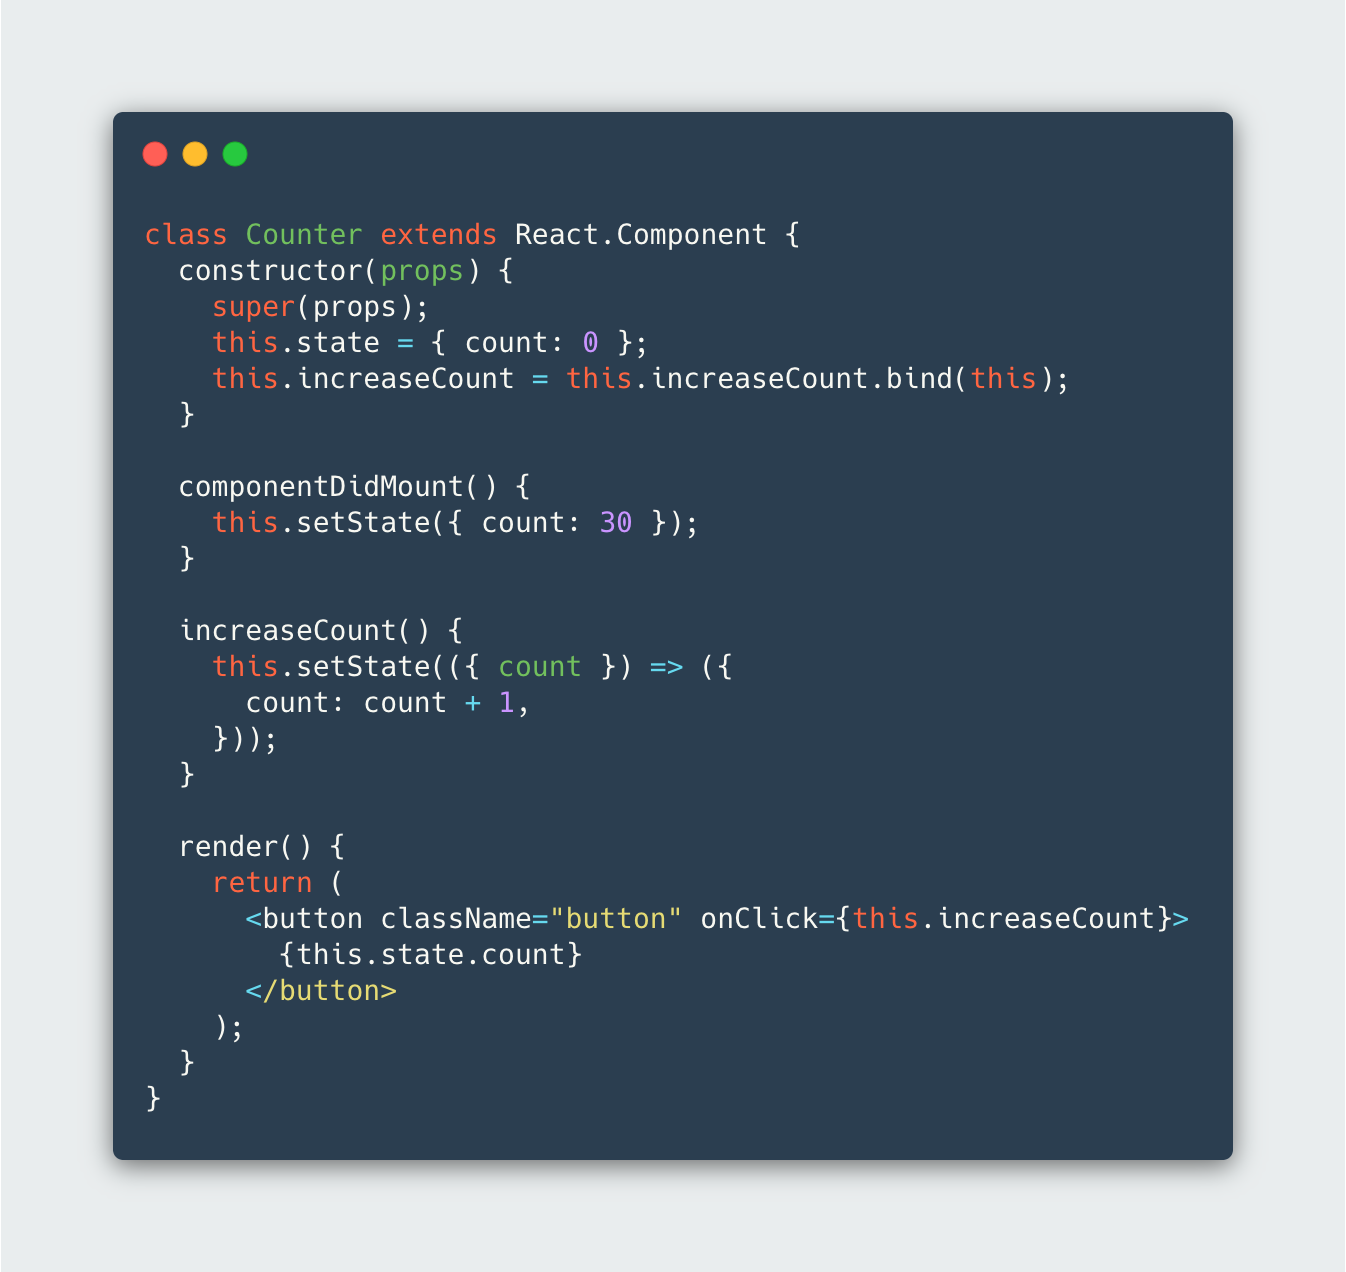 class Counter extends React.Component {
  constructor(props) {
    super(props);
    this.state = { count: 0 };
    this.increaseCount = this.increaseCount.bind(this);
  }

  componentDidMount() {
    this.setState({ count: 30 });
  }

  increaseCount() {
    this.setState(({ count }) => ({
      count: count + 1,
    }));
  }

  render() {
    return (
      <button className="button" onClick={this.increaseCount}>
        {this.state.count}
      </button>
    );
  }
}